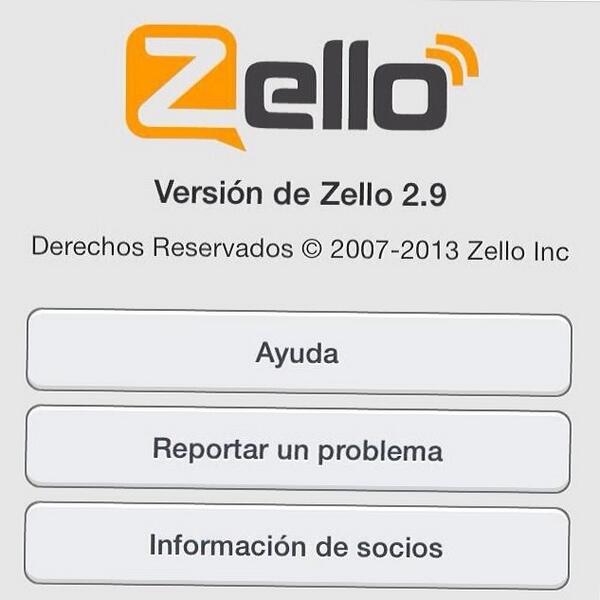 Zello
Versión de Zello 2.9
Derechos Reservados © 2007-2013 Zello Inc
Ayuda
Reportar un problema
Información de socios